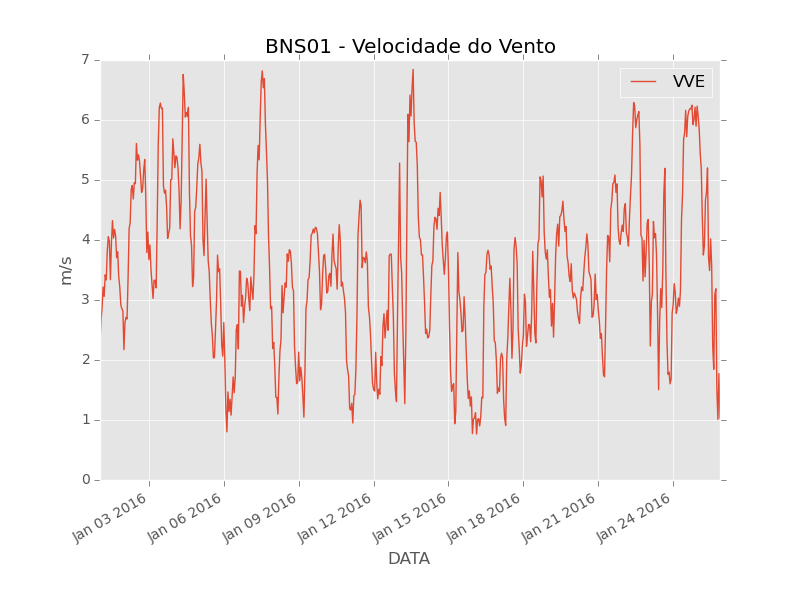 BNS01 - Velocidade do Vento
VVE
7
6
5
4
3
2
1
0
m/s
Jan 03 2016
Jan 06 2016
Jan 09 2016
Jan 12 2016
Jan 15 2016
Jan 18 2016
Jan 21 2016
Jan 24 2016
DATA